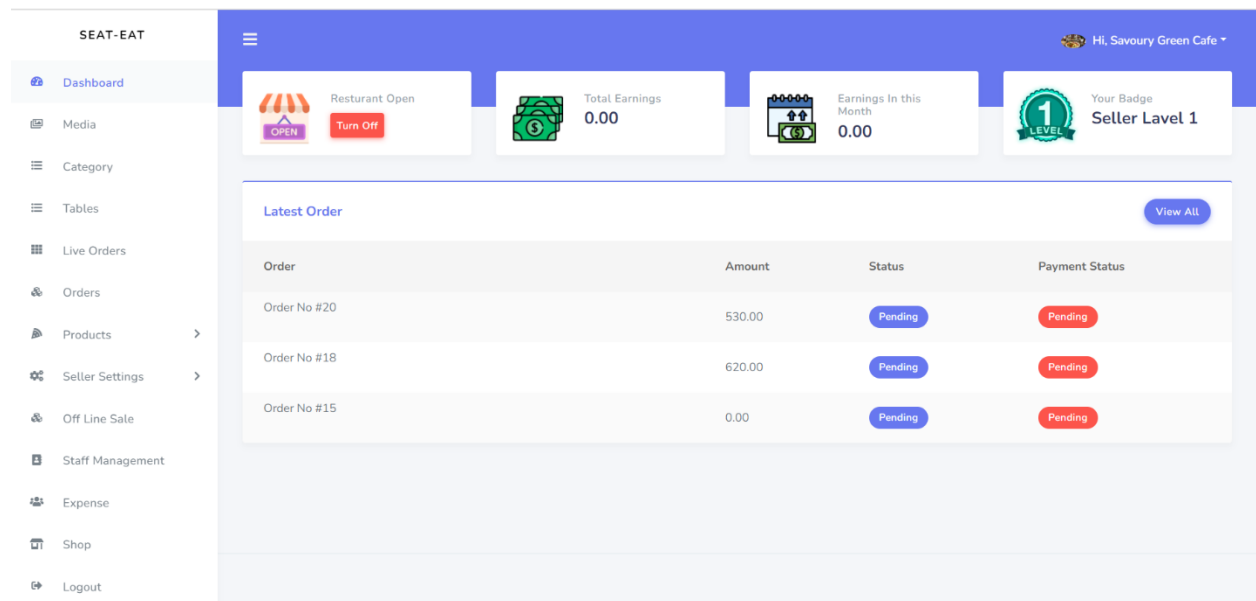 SEAT-EAT
Hi, Savoury Green Cafe
Dashboard
Media
Category
Tables
Live Orders
Orders
Products
Seller Settings
Off Line Sale
Staff Management
Expense
Shop
Logout
Resturant Open
Turn Off
OPEN
Total Earnings
0.00
Earnings In this
Month
0.00
Your Badge
Seller Lavel 1
1
LEVEL
Latest Order
View All
Order Amount Status Payment Status
Order No #20 530.00 Pending Pending
Order No #18 620.00 Pending Pending
Order No #15 0.00 Pending Pending